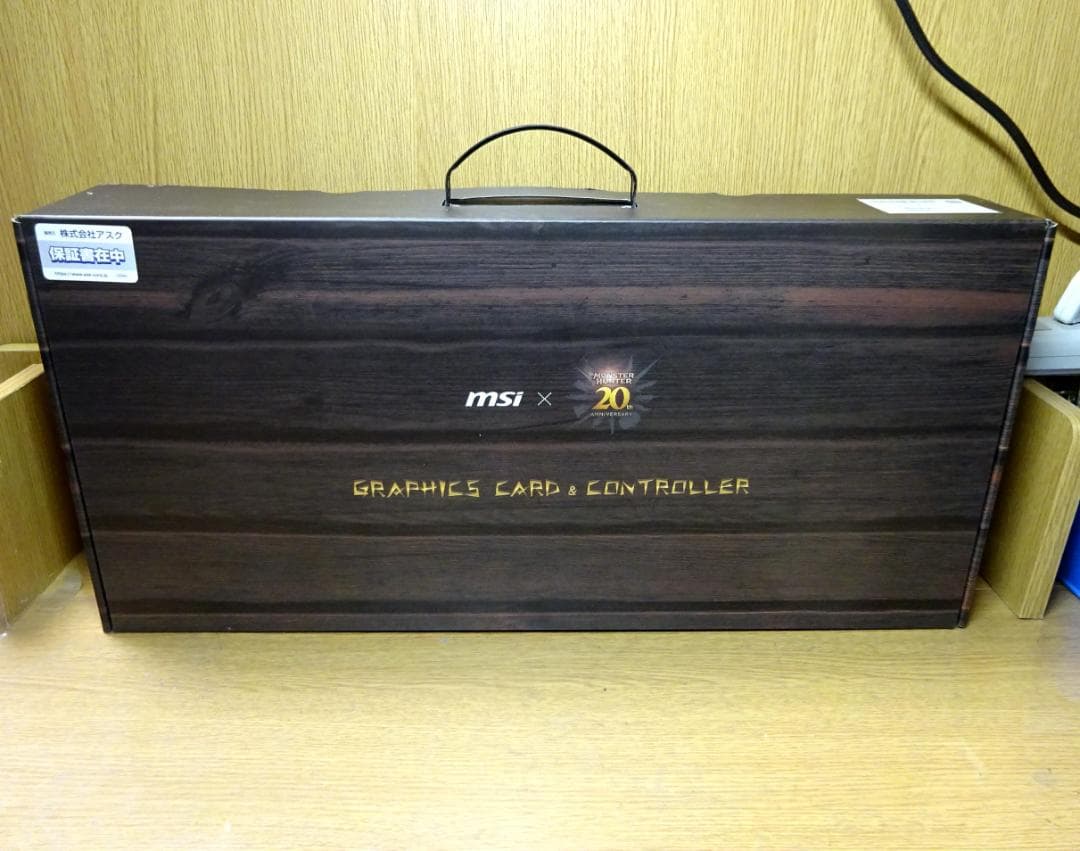 株式会社アスク
保証書在中
msi ×
MONSTER
HUNTER
20th
ANNIVERSARY
GRAPHICS CARD & CONTROLLER